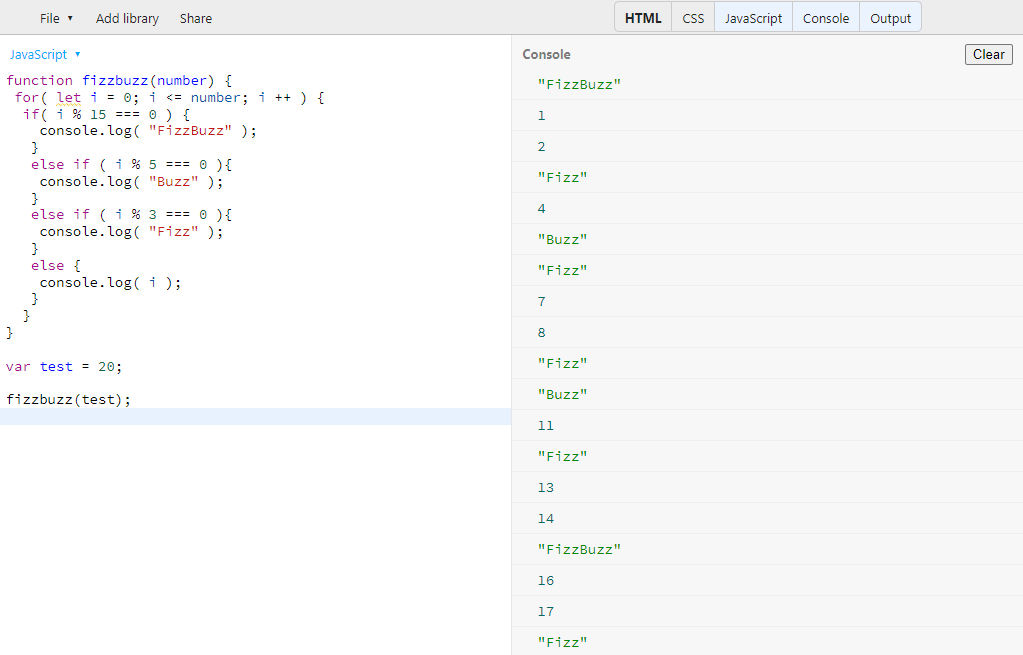 File ▾ Add library Share HTML CSS JavaScript Console Output
JavaScript ▾
function fizzbuzz(number) {
for( let i = 0; i <= number; i ++ ) {
if( i % 15 === 0 ) {
console.log( "FizzBuzz" );
}
else if ( i % 5 === 0 ){
console.log( "Buzz" );
}
else if ( i % 3 === 0 ){
console.log( "Fizz" );
}
else {
console.log( i );
}
}
}
var test = 20;
fizzbuzz(test);
Console Clear
"FizzBuzz"
1
2
"Fizz"
4
"Buzz"
"Fizz"
7
8
"Fizz"
"Buzz"
11
"Fizz"
13
14
"FizzBuzz"
16
17
"Fizz"